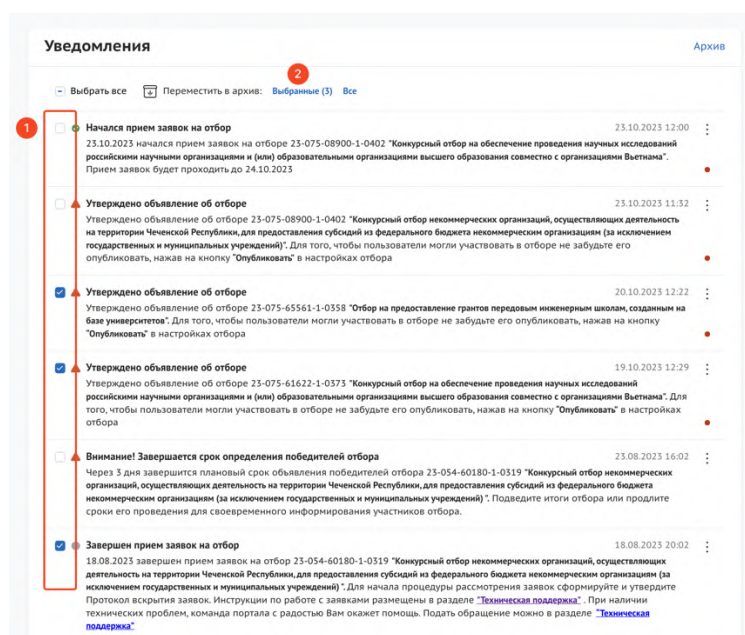 Уведомления
Архив
2
Выбрать все Переместить в архив: Выбранные (3) Все
1
Начался прием заявок на отбор 23.10.2023 12:00
23.10.2023 начался прием заявок на отборе 23-075-08900-1-0402 "Конкурсный отбор на обеспечение проведения научных исследований
российскими научными организациями и (или) образовательными организациями высшего образования совместно с организациями Вьетнама".
Прием заявок будет проходить до 24.10.2023
Утверждено объявление об отборе 23.10.2023 11:32
Утверждено объявление об отборе 23-075-08900-1-0402 "Конкурсный отбор некоммерческих организаций, осуществляющих деятельность
на территории Чеченской Республики, для предоставления субсидий из федерального бюджета некоммерческим организациям (за исключением
государственных и муниципальных учреждений)". Для того, чтобы пользователи могли участвовать в отборе не забудьте его
опубликовать, нажав на кнопку "Опубликовать" в настройках отбора
Утверждено объявление об отборе 20.10.2023 12:22
Утверждено объявление об отборе 23-075-65561-1-0358 "Отбор на предоставление грантов передовым инженерным школам, созданным на
базе университетов". Для того, чтобы пользователи могли участвовать в отборе не забудьте его опубликовать, нажав на кнопку
"Опубликовать" в настройках отбора
Утверждено объявление об отборе 19.10.2023 12:29
Утверждено объявление об отборе 23-075-61622-1-0373 "Конкурсный отбор на обеспечение проведения научных исследований
российскими научными организациями и (или) образовательными организациями высшего образования совместно с организациями Вьетнама". Для
того, чтобы пользователи могли участвовать в отборе не забудьте его опубликовать, нажав на кнопку "Опубликовать" в настройках
отбора
Внимание! Завершается срок определения победителей отбора 23.08.2023 16:02
Через 3 дня завершится плановый срок объявления победителей отбора 23-054-60180-1-0319 "Конкурсный отбор некоммерческих
организаций, осуществляющих деятельность на территории Чеченской Республики, для предоставления субсидий из федерального бюджета
некоммерческим организациям (за исключением государственных и муниципальных учреждений) ". Подведите итоги отбора или продлите
сроки его проведения для своевременного информирования участников отбора.
Завершен прием заявок на отбор 18.08.2023 20:02
18.08.2023 завершен прием заявок на отбор 23-054-60180-1-0319 "Конкурсный отбор некоммерческих организаций, осуществляющих
деятельность на территории Чеченской Республики, для предоставления субсидий из федерального бюджета некоммерческим организациям (за
исключением государственных и муниципальных учреждений) ". Для начала процедуры рассмотрения заявок сформируйте и утвердите
Протокол вскрытия заявок. Инструкции по работе с заявками размещены в разделе "Техническая поддержка" . При наличии
технических проблем, команда портала с радостью Вам окажет помощь. Подать обращение можно в разделе "Техническая
поддержка"